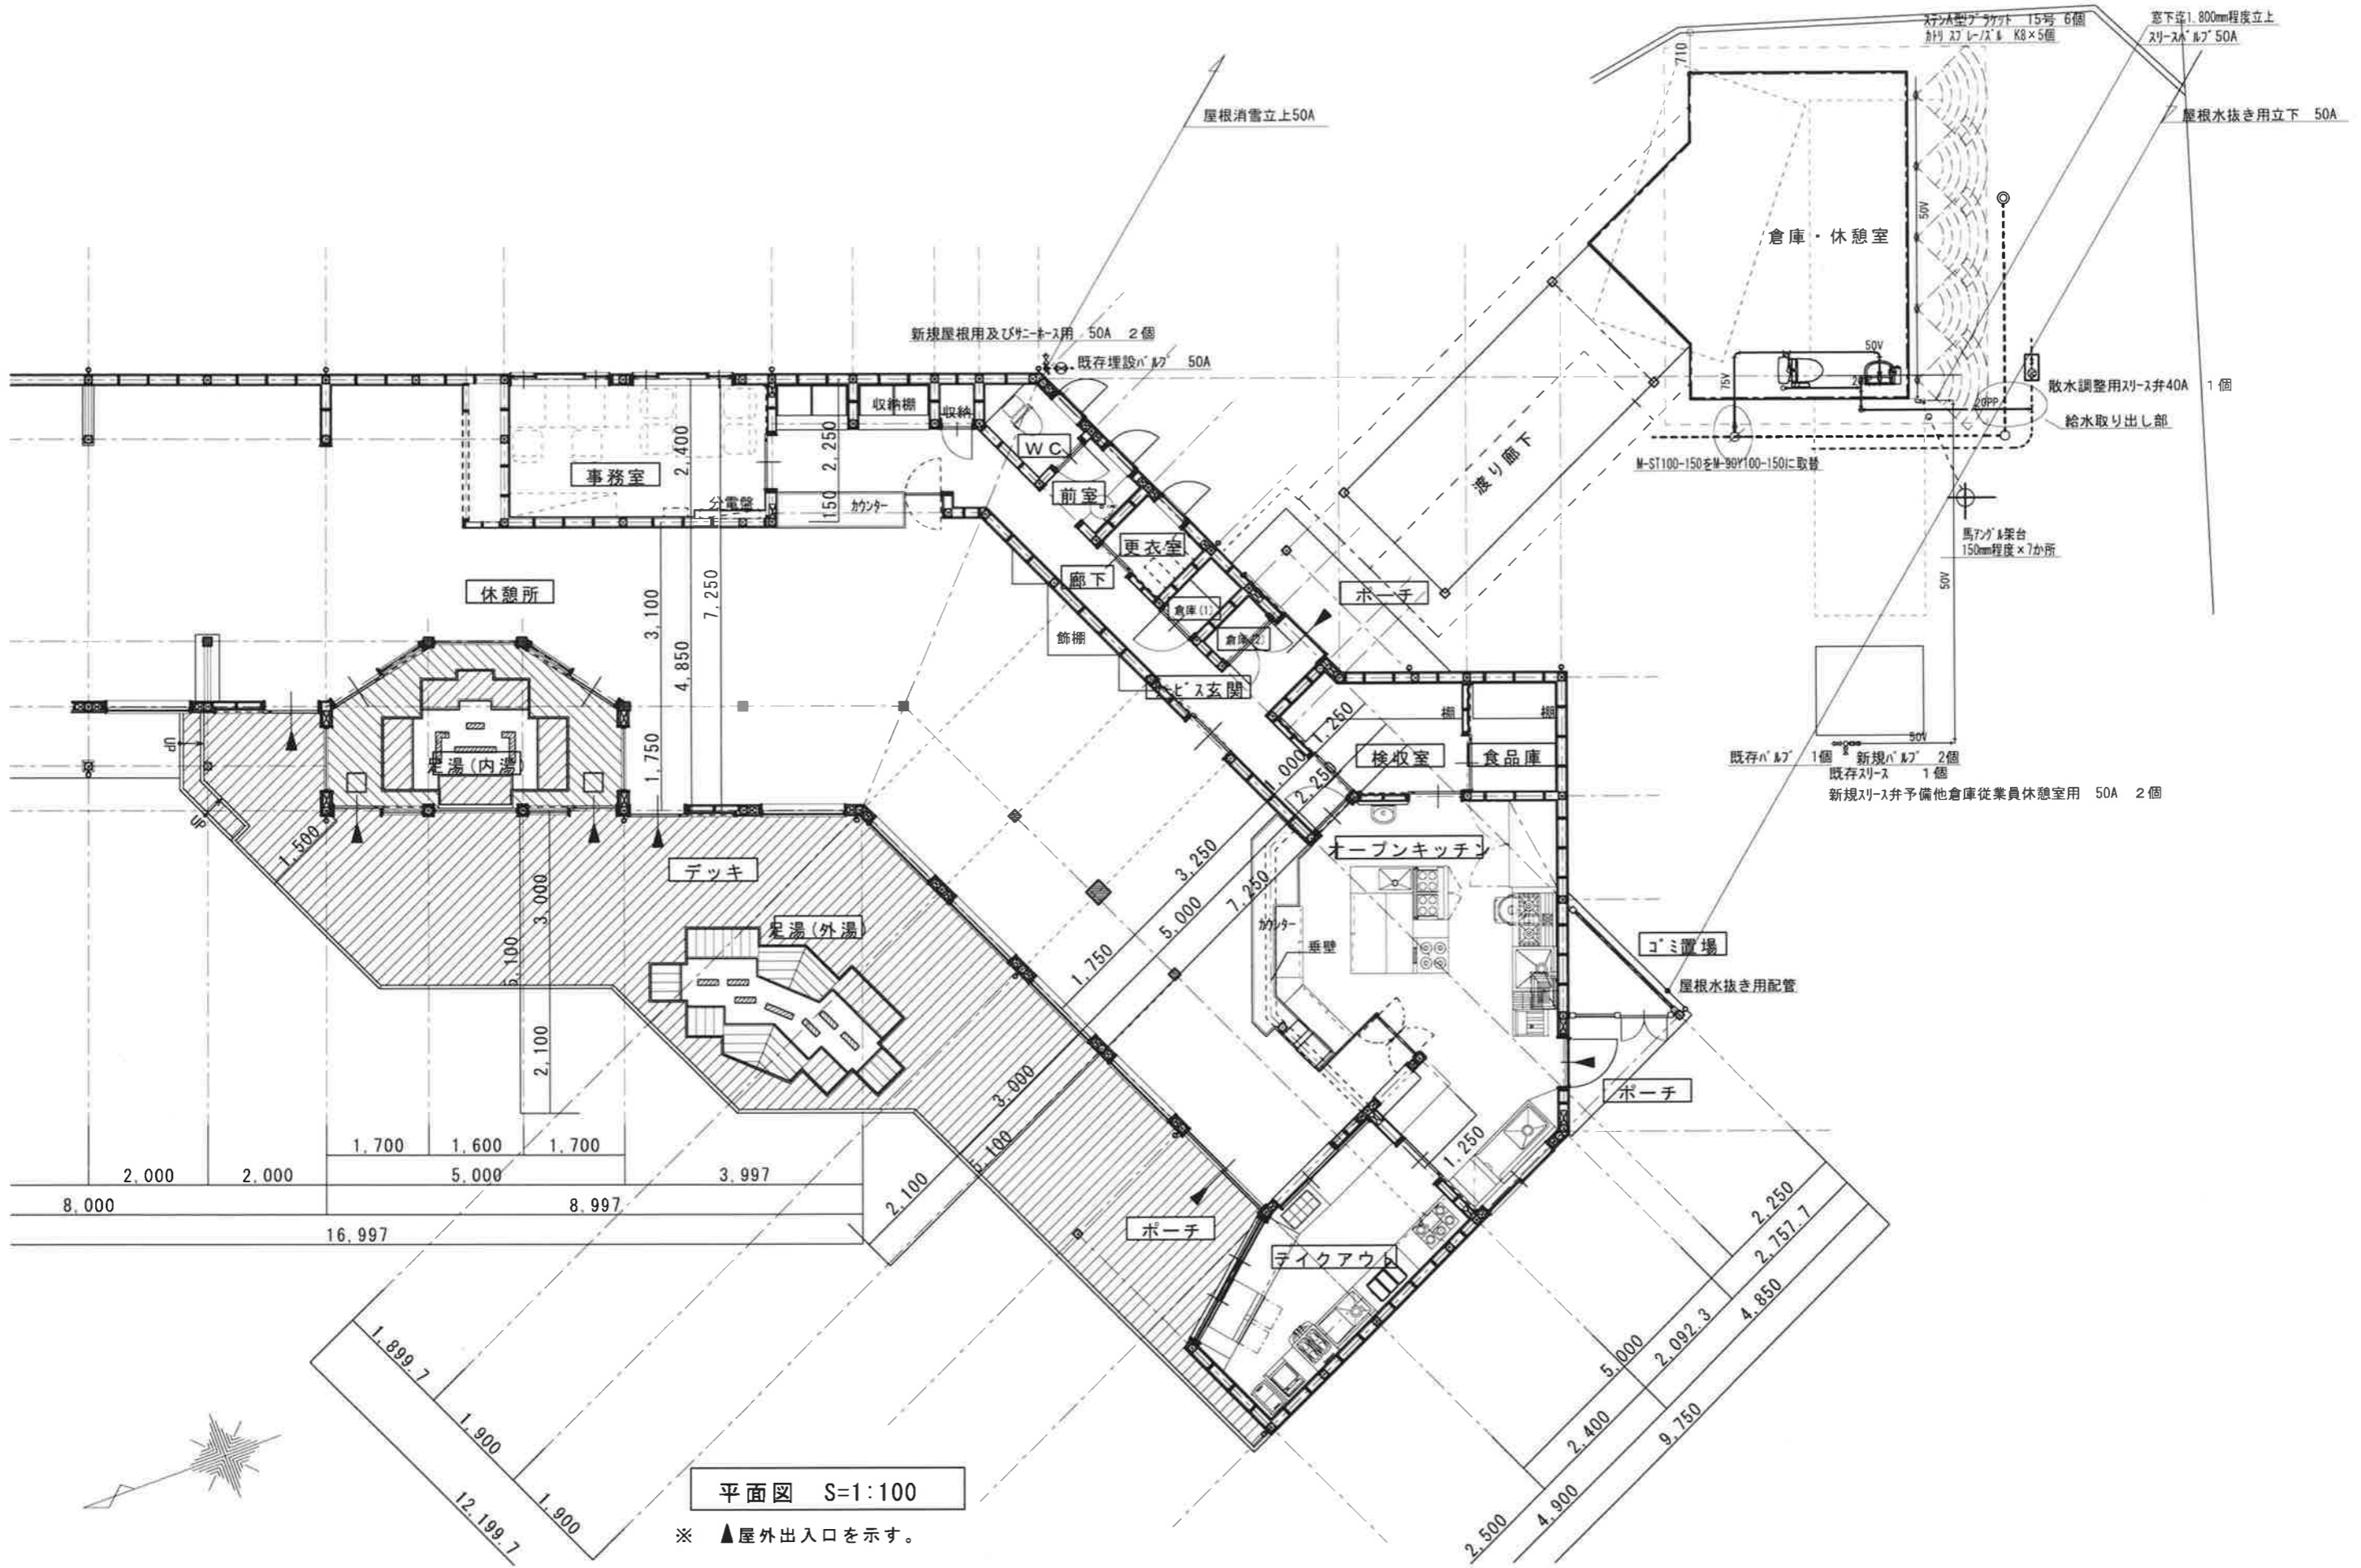 ステンA型ブラケット 15号 6個
カトリ スプレーノズル K8×5個
窓下迄1.800mm程度立上
スリースバルブ 50A
屋根水抜き用立下 50A
屋根消雪立上50A
710
倉庫・休憩室
50V
50V
75V
20PP
散水調整用スリース弁40A 1個
給水取り出し部
M-ST100-150をM-90Y100-150に取替
馬アングル架台
150mm程度×7か所
50V
50V
既存バルブ 1個 新規バルブ 2個
既存スリース 1個
新規スリース弁予備他倉庫従業員休憩室用 50A 2個
新規屋根用及びサニーホース用 50A 2個
既存埋設バルブ 50A
渡り廊下
収納棚
収納
WC
前室
更衣室
廊下
倉庫(1)
倉庫(2)
飾棚
ポーチ
事務室
分電盤
カウンター
2,400
2,250
150
3,100
4,850
7,250
1,750
休憩所
足湯(内湯)
UP
UP
1,500
デッキ
足湯(外湯)
3,000
5,100
2,100
棚
棚
検収室
食品庫
オープンキッチン
カウンター
垂壁
1,250
2,250
3,250
7,250
1,750
5,000
3,000
5,100
2,100
1,250
ゴミ置場
屋根水抜き用配管
ポーチ
ポーチ
テイクアウト
1,700
1,600
1,700
2,000
2,000
5,000
3,997
8,000
8,997
16,997
1,899.7
1,900
1,900
12,199.7
2,250
2,757.7
4,850
5,000
2,092.3
9,750
2,400
4,900
2,500
平面図 S=1:100
※ ▲屋外出入口を示す。